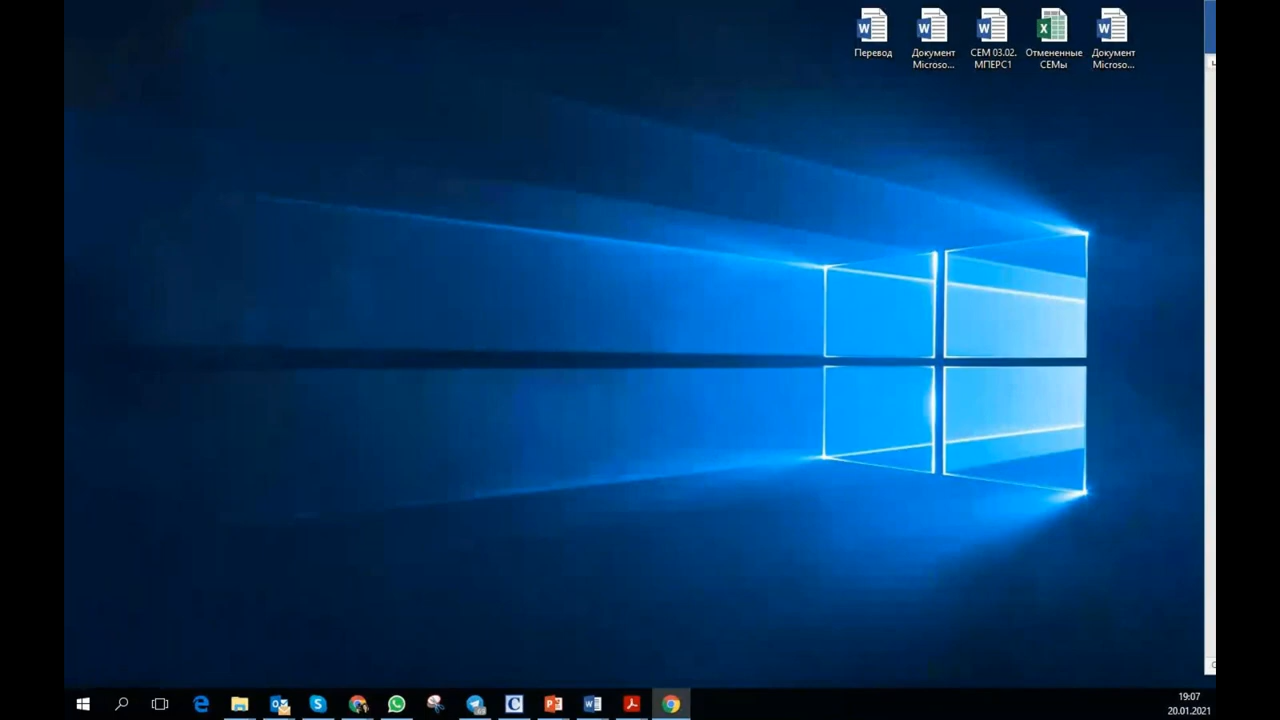 Перевод
Документ Microso...
СЕМ 03.02. МПЕРС1
Отмененные СЕМы
Документ Microso...
19:07
20.01.2021